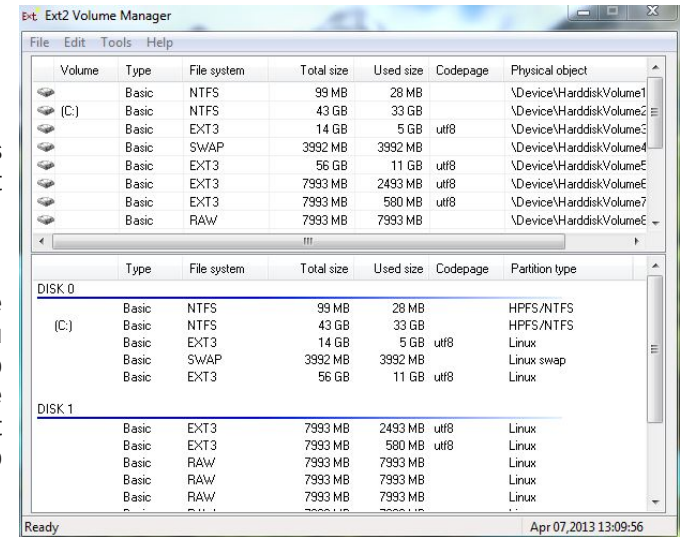 Ext2 Volume Manager
File Edit Tools Help
Volume Type File system Total size Used size Codepage Physical object
Basic NTFS 99 MB 28 MB \Device\HarddiskVolume1
(C:) Basic NTFS 43 GB 33 GB \Device\HarddiskVolume2
Basic EXT3 14 GB 5 GB utf8 \Device\HarddiskVolume3
Basic SWAP 3992 MB 3992 MB \Device\HarddiskVolume4
Basic EXT3 56 GB 11 GB utf8 \Device\HarddiskVolume5
Basic EXT3 7993 MB 2493 MB utf8 \Device\HarddiskVolume6
Basic EXT3 7993 MB 580 MB utf8 \Device\HarddiskVolume7
Basic RAW 7993 MB 7993 MB \Device\HarddiskVolume8
Type File system Total size Used size Codepage Partition type
DISK 0
Basic NTFS 99 MB 28 MB HPFS/NTFS
(C:) Basic NTFS 43 GB 33 GB HPFS/NTFS
Basic EXT3 14 GB 5 GB utf8 Linux
Basic SWAP 3992 MB 3992 MB Linux swap
Basic EXT3 56 GB 11 GB utf8 Linux
DISK 1
Basic EXT3 7993 MB 2493 MB utf8 Linux
Basic EXT3 7993 MB 580 MB utf8 Linux
Basic RAW 7993 MB 7993 MB Linux
Basic RAW 7993 MB 7993 MB Linux
Basic RAW 7993 MB 7993 MB Linux
Basic RAW 7993 MB 7993 MB Linux
Ready Apr 07,2013 13:09:56